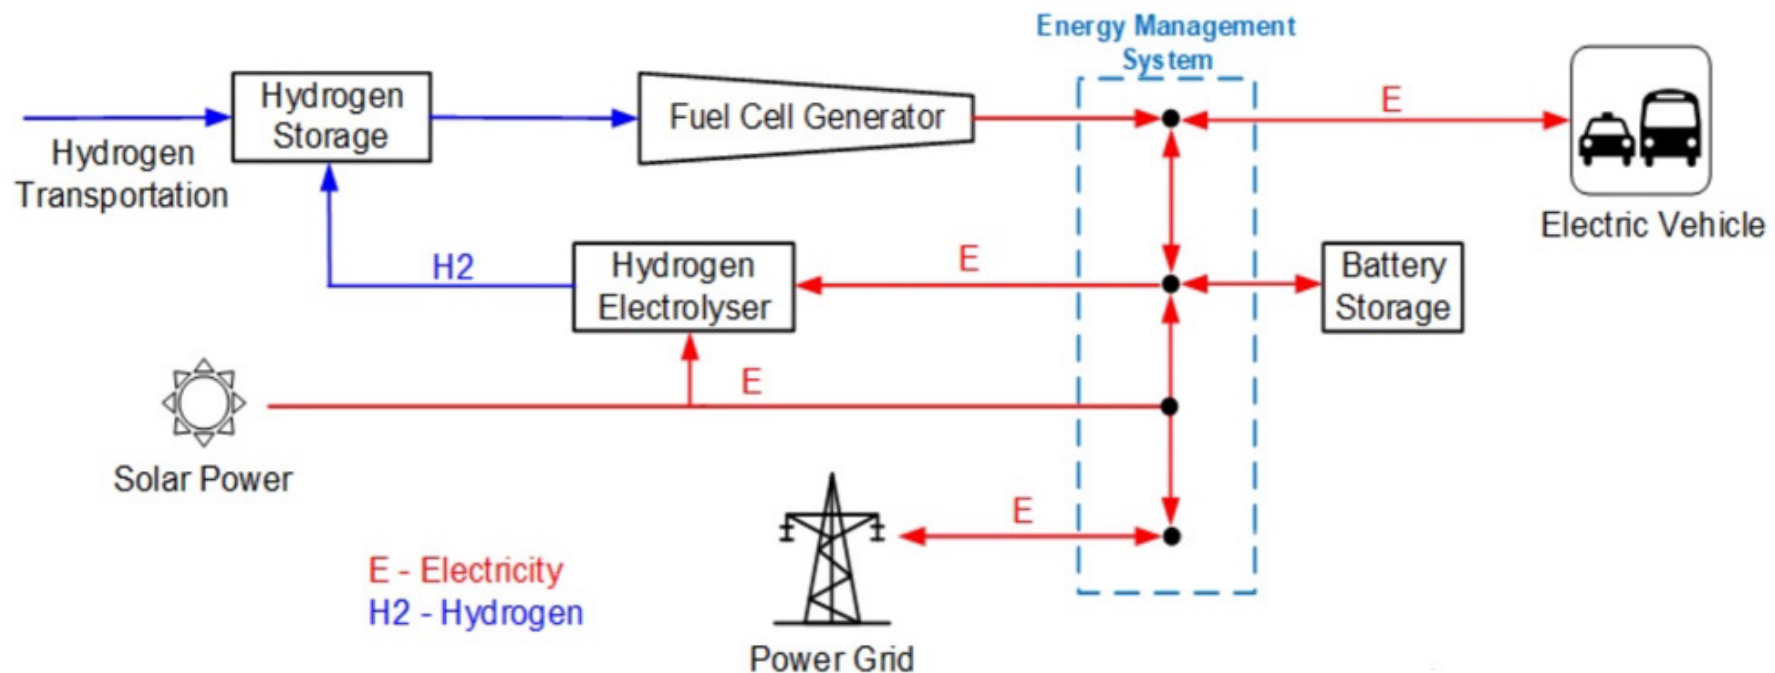 Energy Management
System
Hydrogen
Storage
Fuel Cell Generator
E
Hydrogen
Transportation
Electric Vehicle
H2
Hydrogen
Electrolyser
E
Battery
Storage
E
Solar Power
E
E - Electricity
H2 - Hydrogen
Power Grid